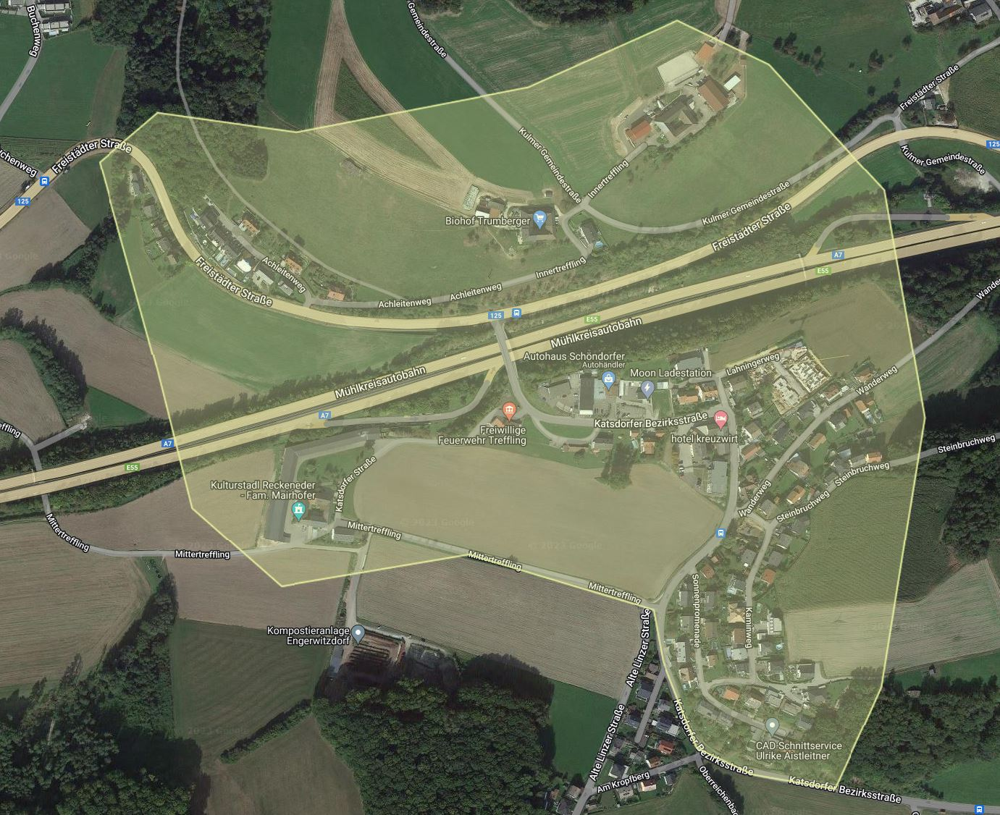 Buchenweg
Gemeindestraße
Freistädter Straße
Freistädter Straße
125
chenweg
125
Kulmer Gemeindestraße
Kulmer Gemeindestraße
Innertreffling
Kulmer Gemeindestraße
Biohof Trumberger
Freistädter Straße
A7
E55
Innertreffling
Freistädter Straße
Achleitenweg
Achleitenweg
Achleitenweg
125
E55
Wander
Mühlkreisautobahn
Autohaus Schöndorfer
Autohändler
Moon Ladestation
Lahmingerweg
Wanderweg
Mühlkreisautobahn
A7
Katsdorfer Bezirksstraße
hotel kreuzwirt
Freiwillige
Feuerwehr Treffling
effling
A7
E55
Steinbruchweg
Steinbruchweg
Katsdorfer Straße
Kulturstadl Reckeneder
- Fam. Mairhofer
Wanderweg
Steinbruchweg
Mittertreffling
Mittertreffling
Mittertreffling
Mittertreffling
Mittertreffling
© 2023 Google
Sonnenpromenade
Kaminweg
Kompostieranlage
Engerwitzdorf
Alte Linzer Straße
Alte Linzer Straße
Katsdorfer Bezirksstraße
CAD-Schnittservice
Ulrike Aistleitner
Am Kropfberg
Oberreichenbac
Katsdorfer Bezirksstraße